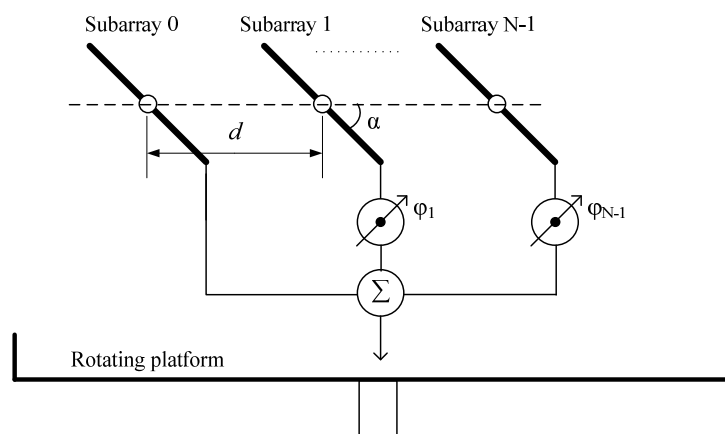 Subarray 0
Subarray 1
Subarray N-1
α
d
φ1
φN-1
Σ
Rotating platform